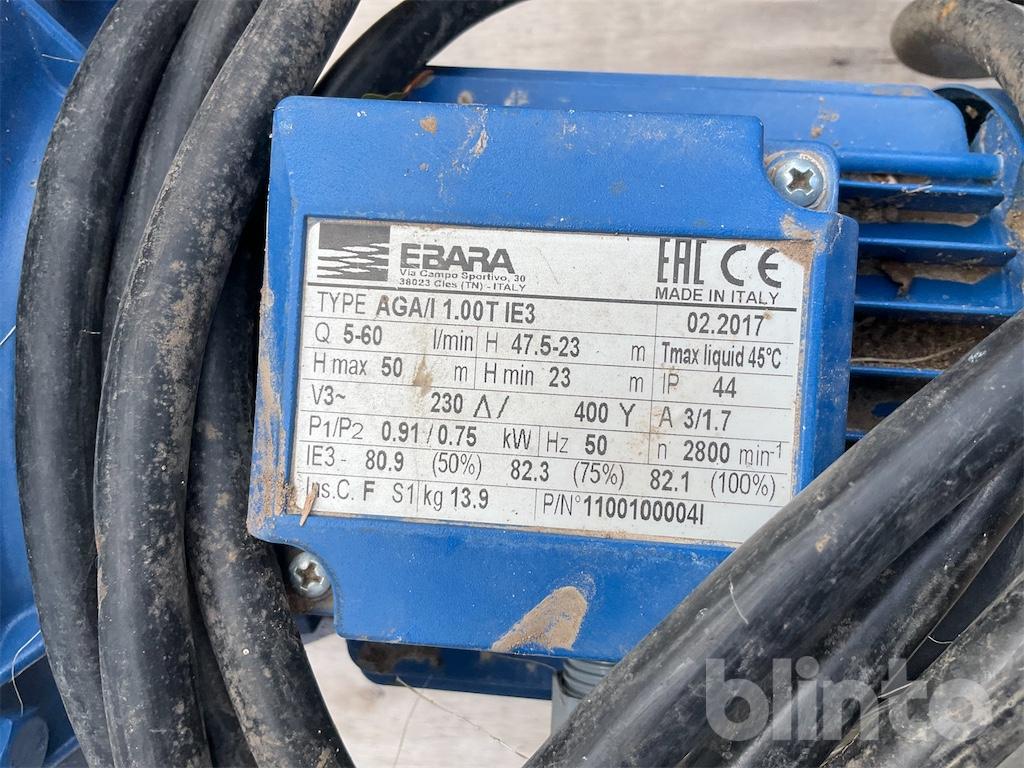 EBARA
Via Campo Sportivo, 30
38023 Cles (TN) - ITALY
EAC CE
MADE IN ITALY
TYPE AGA/I 1.00T IE3 02.2017
Q 5-60 l/min H 47.5-23 m Tmax liquid 45°C
H max 50 m H min 23 m IP 44
V3~ 230 Δ / 400 Y A 3/1.7
P1/P2 0.91 / 0.75 kW Hz 50 n 2800 min-1
IE3 - 80.9 (50%) 82.3 (75%) 82.1 (100%)
Ins.C. F S1 kg 13.9 P/N°1100100004I
blinto